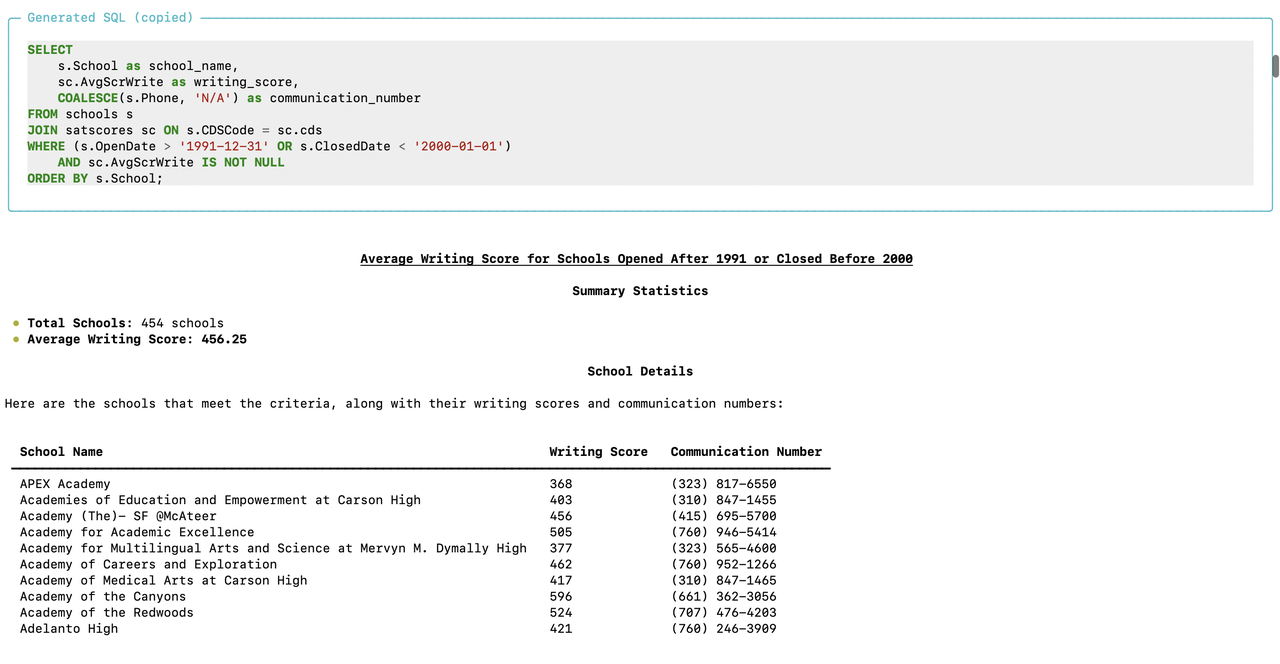 Generated SQL (copied)
SELECT
s.School as school_name,
sc.AvgScrWrite as writing_score,
COALESCE(s.Phone, 'N/A') as communication_number
FROM schools s
JOIN satscores sc ON s.CDSCode = sc.cds
WHERE (s.OpenDate > '1991-12-31' OR s.ClosedDate < '2000-01-01')
AND sc.AvgScrWrite IS NOT NULL
ORDER BY s.School;
Average Writing Score for Schools Opened After 1991 or Closed Before 2000
Summary Statistics
• Total Schools: 454 schools
• Average Writing Score: 456.25
School Details
Here are the schools that meet the criteria, along with their writing scores and communication numbers:
School Name Writing Score Communication Number
APEX Academy 368 (323) 817-6550
Academies of Education and Empowerment at Carson High 403 (310) 847-1455
Academy (The)- SF @McAteer 456 (415) 695-5700
Academy for Academic Excellence 505 (760) 946-5414
Academy for Multilingual Arts and Science at Mervyn M. Dymally High 377 (323) 565-4600
Academy of Careers and Exploration 462 (760) 952-1266
Academy of Medical Arts at Carson High 417 (310) 847-1465
Academy of the Canyons 596 (661) 362-3056
Academy of the Redwoods 524 (707) 476-4203
Adelanto High 421 (760) 246-3909